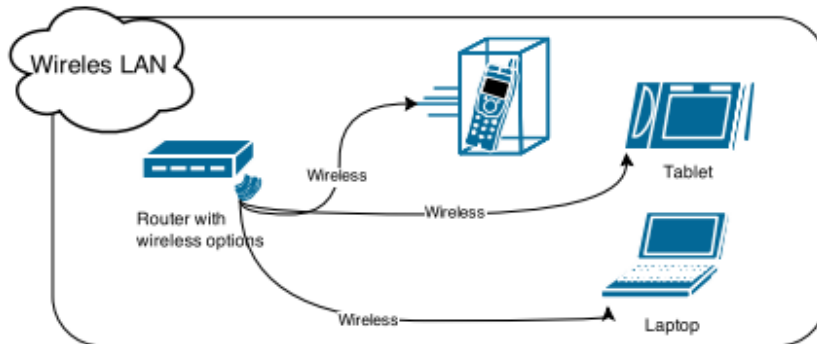 Wireles LAN
Wireless
Tablet
Router with
wireless options
Wireless
Wireless
Laptop